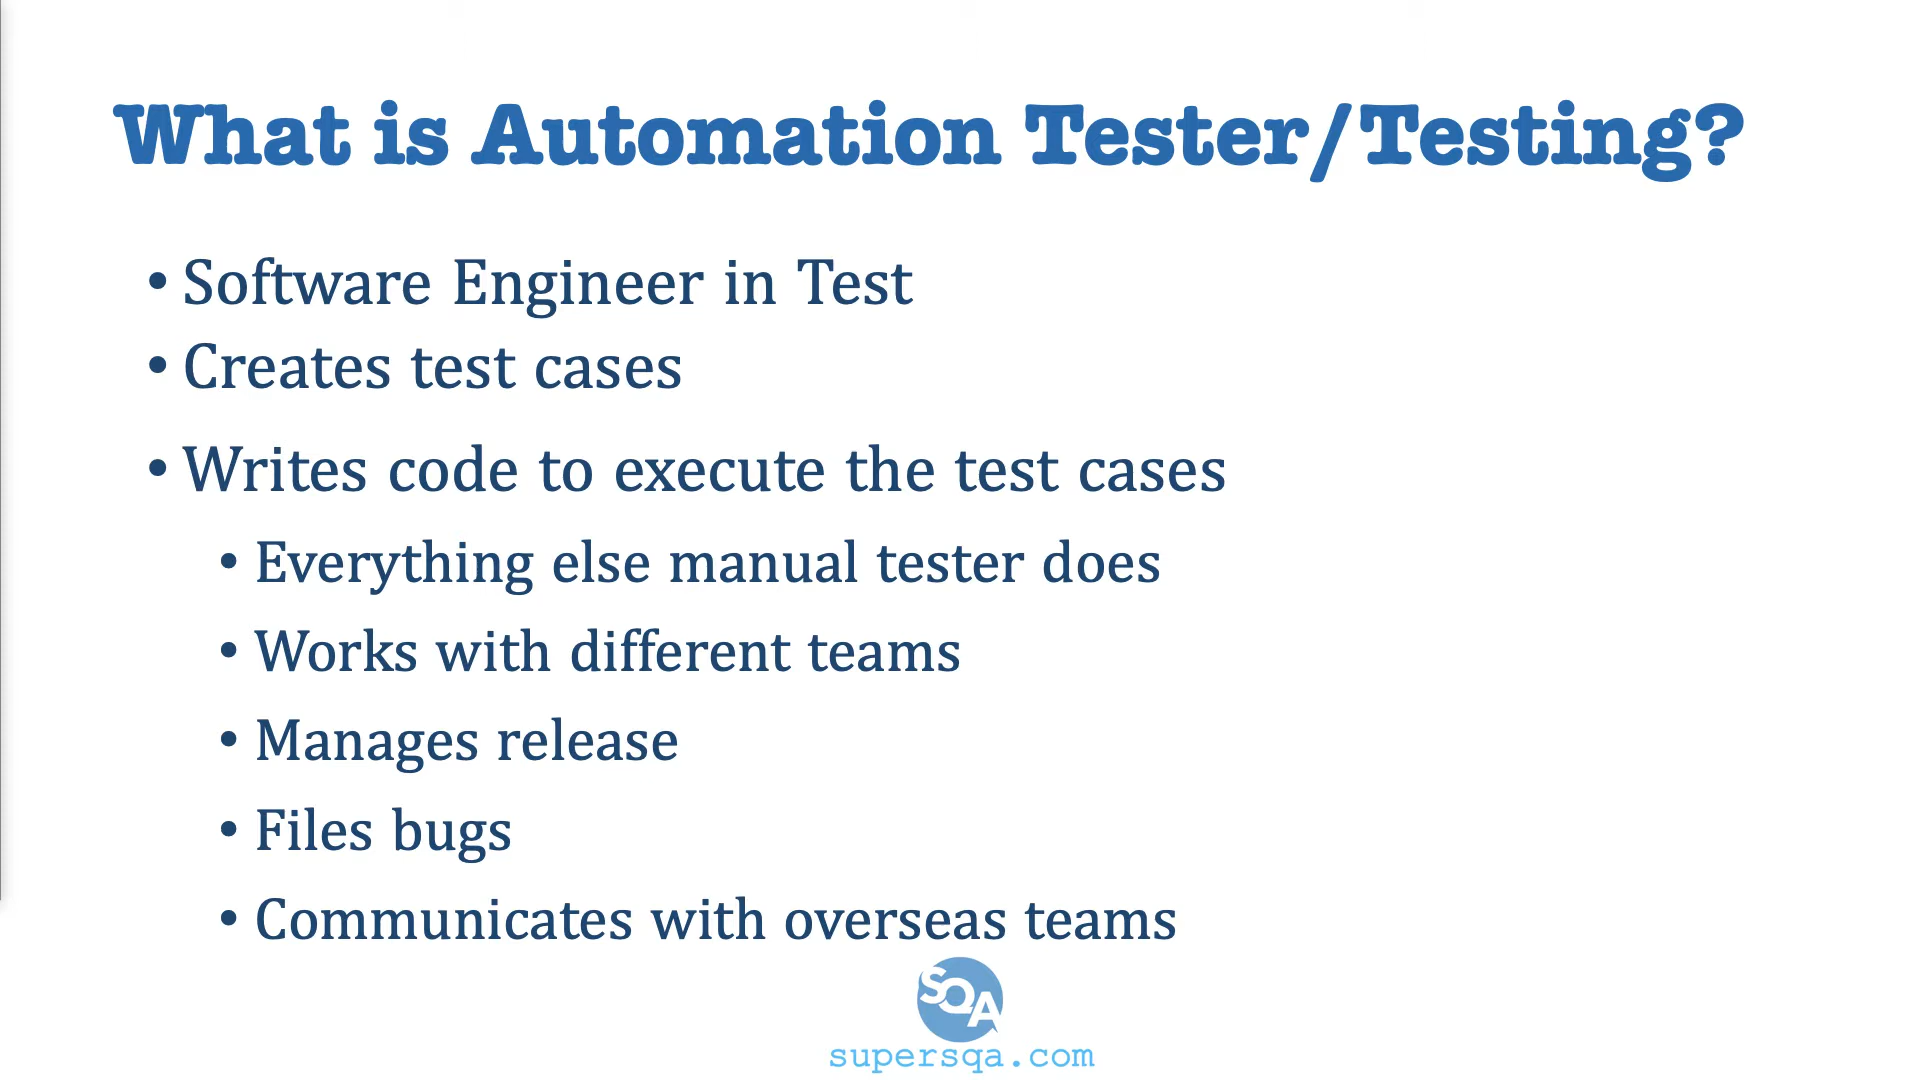 What is Automation Tester/Testing?
• Software Engineer in Test
• Creates test cases
• Writes code to execute the test cases
• Everything else manual tester does
• Works with different teams
• Manages release
• Files bugs
• Communicates with overseas teams
SQA
supersqa.com